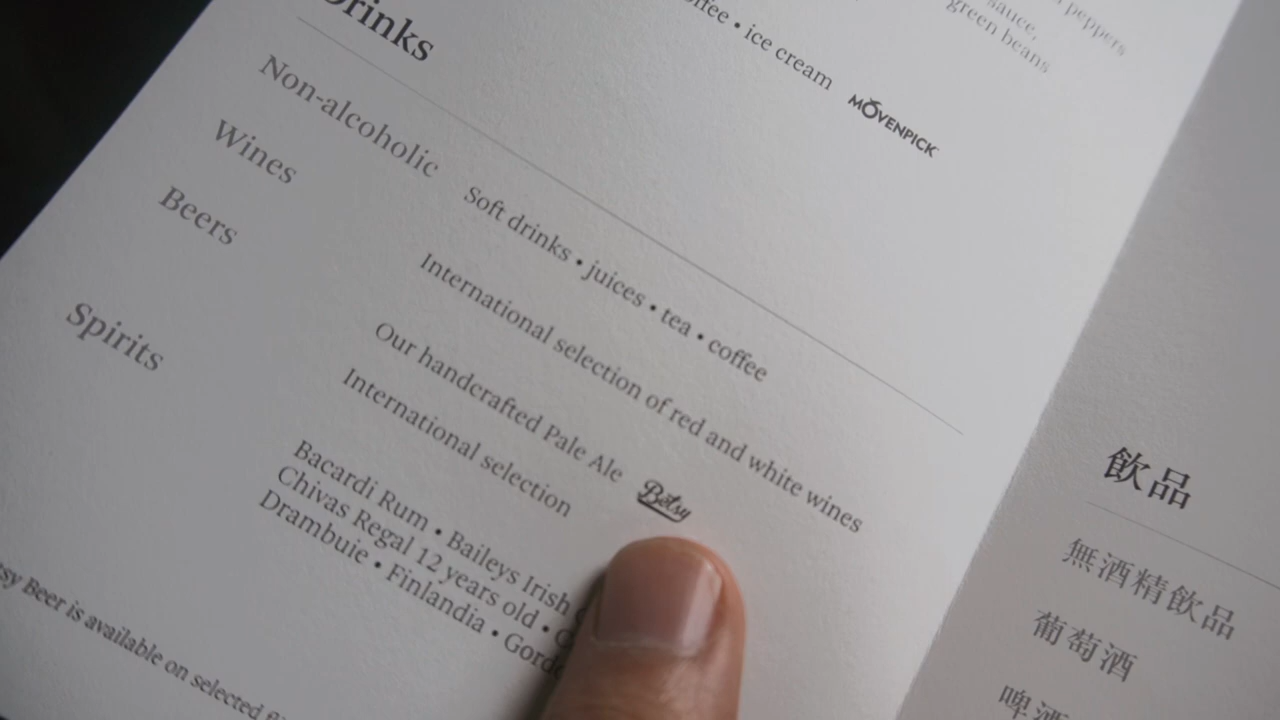 peppers
sauce,
green beans
ice cream MÖVENPICK
Drinks
Non-alcoholic Soft drinks • juices • tea • coffee
Wines International selection of red and white wines
Beers Our handcrafted Pale Ale Betsy
International selection
Spirits Bacardi Rum • Baileys Irish
Chivas Regal 12 years old •
Drambuie • Finlandia •
Beer is available on selected
飲品
無酒精飲品
葡萄酒
啤酒